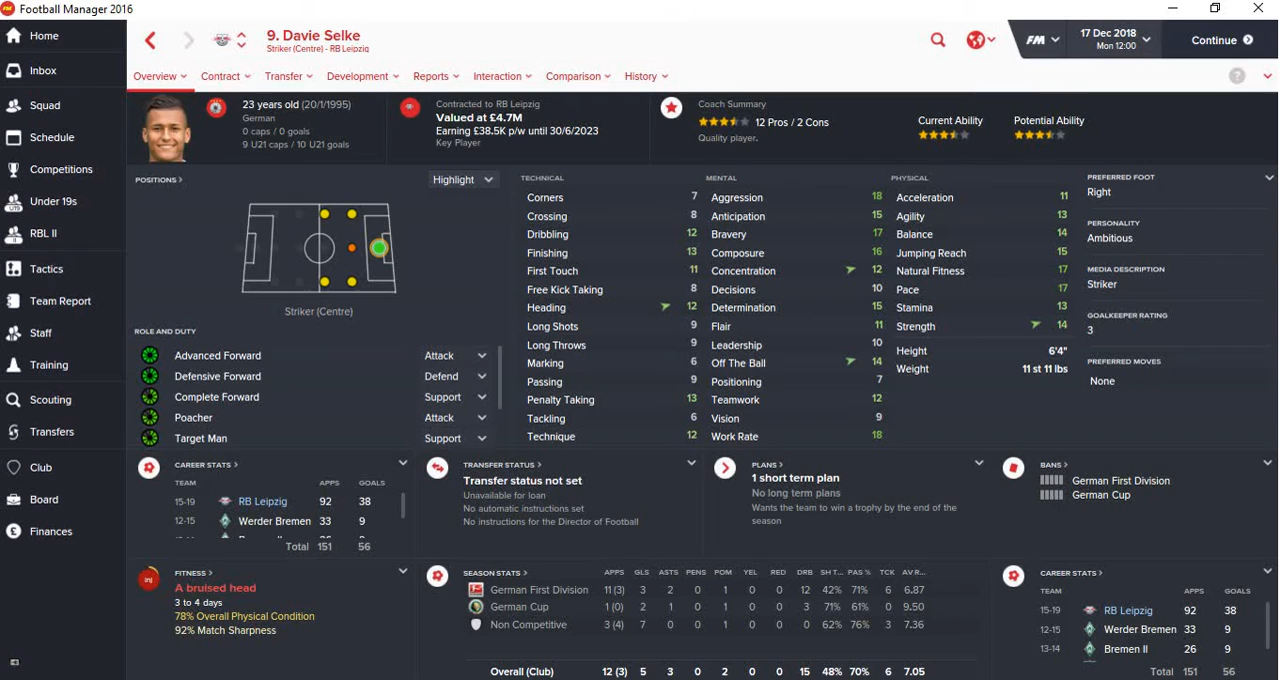 Football Manager 2016
Home
Inbox
Squad
Schedule
Competitions
Under 19s
RBL II
Tactics
Team Report
Staff
Training
Scouting
Transfers
Club
Board
Finances
9. Davie Selke
Striker (Centre) - RB Leipzig
FM
17 Dec 2018
Mon 12:00
Continue
Overview Contract Transfer Development Reports Interaction Comparison History
?
23 years old (20/1/1995)
German
0 caps / 0 goals
9 U21 caps / 10 U21 goals
Contracted to RB Leipzig
Valued at £4.7M
Earning £38.5K p/w until 30/6/2023
Key Player
Coach Summary
12 Pros / 2 Cons
Quality player.
Current Ability
Potential Ability
POSITIONS >
Highlight
Striker (Centre)
ROLE AND DUTY
Advanced Forward Attack
Defensive Forward Defend
Complete Forward Support
Poacher Attack
Target Man Support
TECHNICAL
Corners 7
Crossing 8
Dribbling 12
Finishing 13
First Touch 11
Free Kick Taking 8
Heading 12
Long Shots 9
Long Throws 9
Marking 6
Passing 9
Penalty Taking 13
Tackling 6
Technique 12
MENTAL
Aggression 18
Anticipation 15
Bravery 17
Composure 16
Concentration 12
Decisions 10
Determination 15
Flair 11
Leadership 10
Off The Ball 14
Positioning 7
Teamwork 12
Vision 9
Work Rate 18
PHYSICAL
Acceleration 11
Agility 13
Balance 14
Jumping Reach 15
Natural Fitness 17
Pace 17
Stamina 13
Strength 14
Height 6'4"
Weight 11 st 11 lbs
PREFERRED FOOT
Right
PERSONALITY
Ambitious
MEDIA DESCRIPTION
Striker
GOALKEEPER RATING
3
PREFERRED MOVES
None
CAREER STATS >
TEAM APPS GOALS
15-19 RB Leipzig 92 38
12-15 Werder Bremen 33 9
Total 151 56
TRANSFER STATUS >
Transfer status not set
Unavailable for loan
No automatic instructions set
No instructions for the Director of Football
PLANS >
1 short term plan
No long term plans
Wants the team to win a trophy by the end of the
season
BANS >
German First Division
German Cup
Inj
FITNESS >
A bruised head
3 to 4 days
78% Overall Physical Condition
92% Match Sharpness
SEASON STATS > APPS GLS ASTS PENS POM YEL RED DRB SH T... PAS % TCK AV R...
German First Division 11 (3) 3 2 0 1 0 0 12 42% 71% 6 6.87
German Cup 1 (0) 2 1 0 1 0 0 3 71% 61% 0 9.50
Non Competitive 3 (4) 7 0 0 1 0 0 0 62% 76% 3 7.36
Overall (Club) 12 (3) 5 3 0 2 0 0 15 48% 70% 6 7.05
CAREER STATS >
TEAM APPS GOALS
15-19 RB Leipzig 92 38
12-15 Werder Bremen 33 9
13-14 Bremen II 26 9
Total 151 56